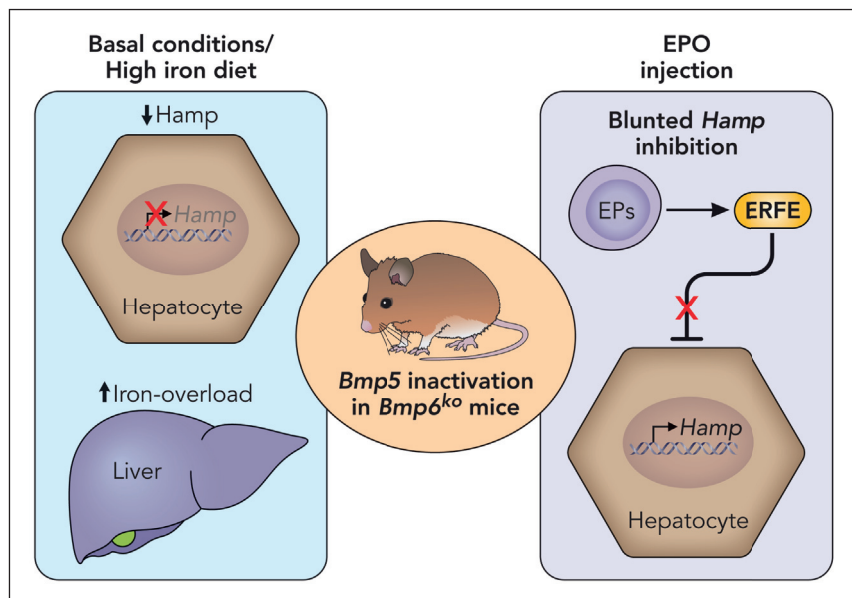 Basal conditions/
High iron diet
↓Hamp
Hamp
Hepatocyte
↑Iron-overload
Liver
Bmp5 inactivation
in Bmp6ko mice
EPO
injection
Blunted Hamp
inhibition
EPs
ERFE
Hamp
Hepatocyte